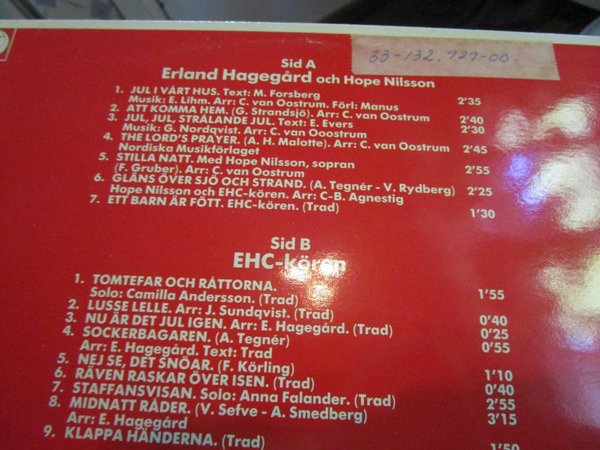 33-132.929-00
Sid A
Erland Hagegård och Hope Nilsson
1. JUL I VÅRT HUS. Text: M. Forsberg
Musik: E. Lihm. Arr: C. van Oostrum. Förl: Manus 2'35
2. ATT KOMMA HEM. (G. Strandsjö). Arr: C. van Oostrum 2'40
3. JUL, JUL, STRÅLANDE JUL. Text: E. Evers
Musik: G. Nordqvist. Arr: C. van Ooostrum 2'30
4. THE LORD'S PRAYER. (A. H. Malotte). Arr: C. van Oostrum 2'45
Nordiska Musikförlaget
5. STILLA NATT. Med Hope Nilsson, sopran
(F. Gruber). Arr: C. van Oostrum 2'55
6. GLÄNS ÖVER SJÖ OCH STRAND. (A. Tegnér - V. Rydberg) 2'25
Hope Nilsson och EHC-kören. Arr: C-B. Agnestig
7. ETT BARN ÄR FÖTT. EHC-kören. (Trad) 1'30
Sid B
EHC-kören
1. TOMTEFAR OCH RÅTTORNA.
Solo: Camilla Andersson. (Trad) 1'55
2. LUSSE LELLE. Arr: J. Sundqvist. (Trad) 0'40
3. NU ÄR DET JUL IGEN. Arr: E. Hagegård. (Trad) 0'25
4. SOCKERBAGAREN. (A. Tegnér) 0'55
Arr: E. Hagegård. Text: Trad
5. NEJ SE, DET SNÖAR. (F. Körling) 1'10
6. RÄVEN RASKAR ÖVER ISEN. (Trad) 0'40
7. STAFFANSVISAN. Solo: Anna Falander. (Trad) 2'55
8. MIDNATT RÅDER. (V. Sefve - A. Smedberg) 3'15
Arr: E. Hagegård
9. KLAPPA HÄNDERNA. (Trad) 1'50